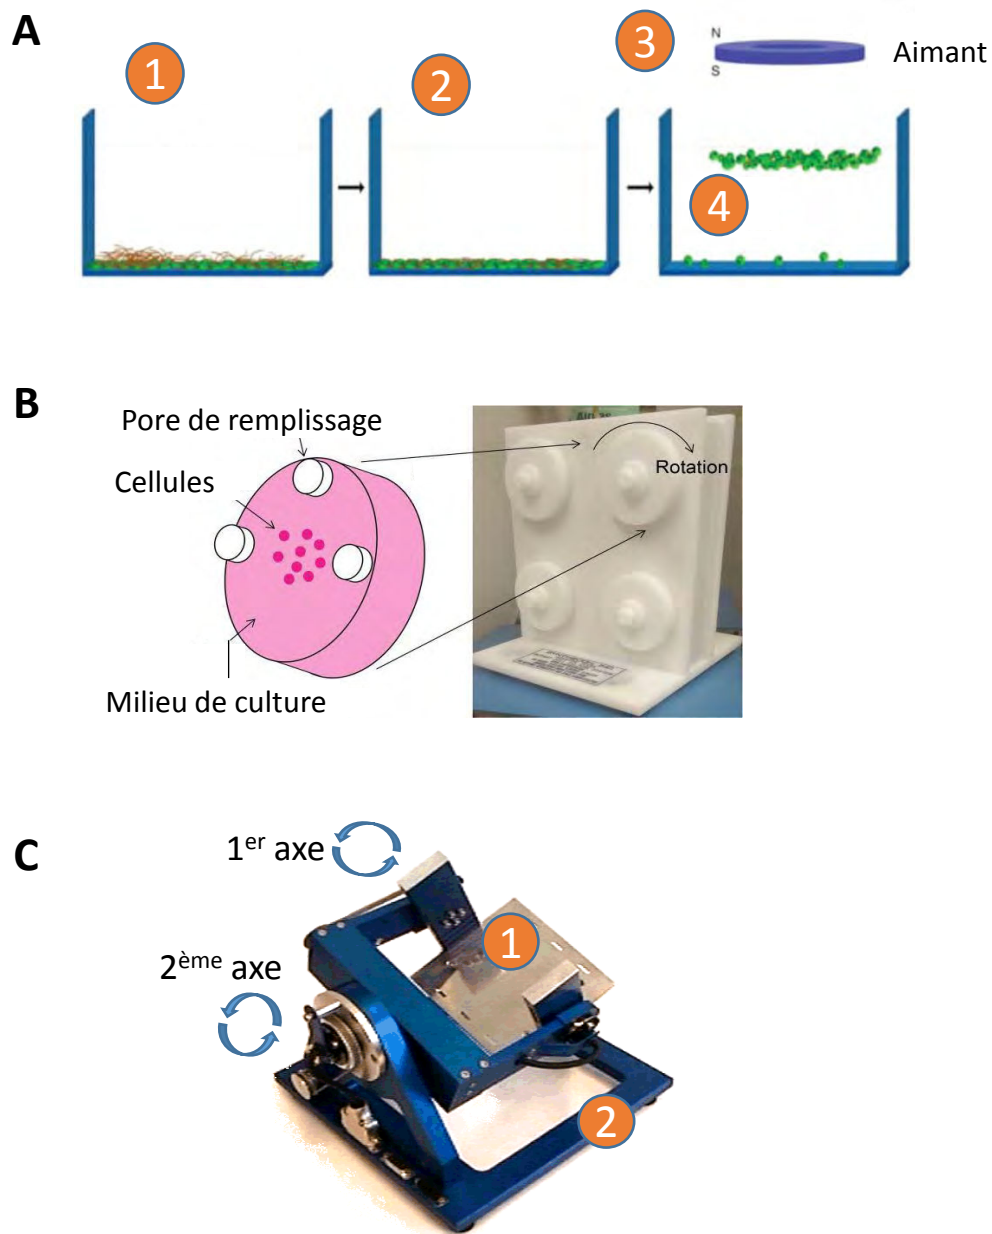 A
1
2
3
N
S
Aimant
4
B
Pore de remplissage
Cellules
Rotation
Milieu de culture
C
1er axe
1
2ème axe
2